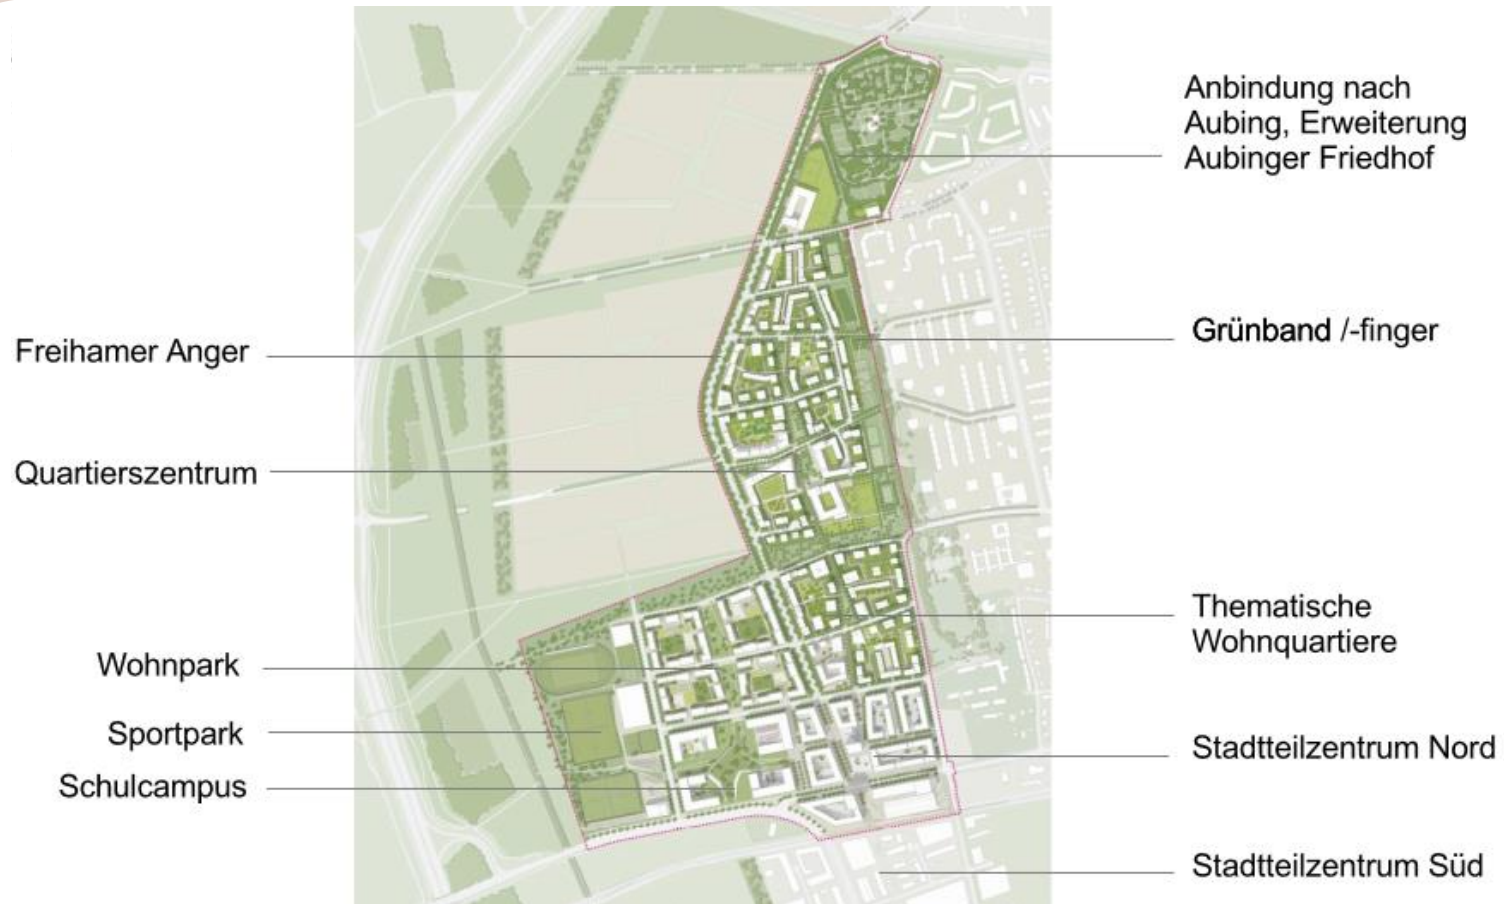 Anbindung nach
Aubing, Erweiterung
Aubinger Friedhof
Freihamer Anger
Grünband /-finger
Quartierszentrum
Thematische
Wohnquartiere
Wohnpark
Sportpark
Stadtteilzentrum Nord
Schulcampus
Stadtteilzentrum Süd